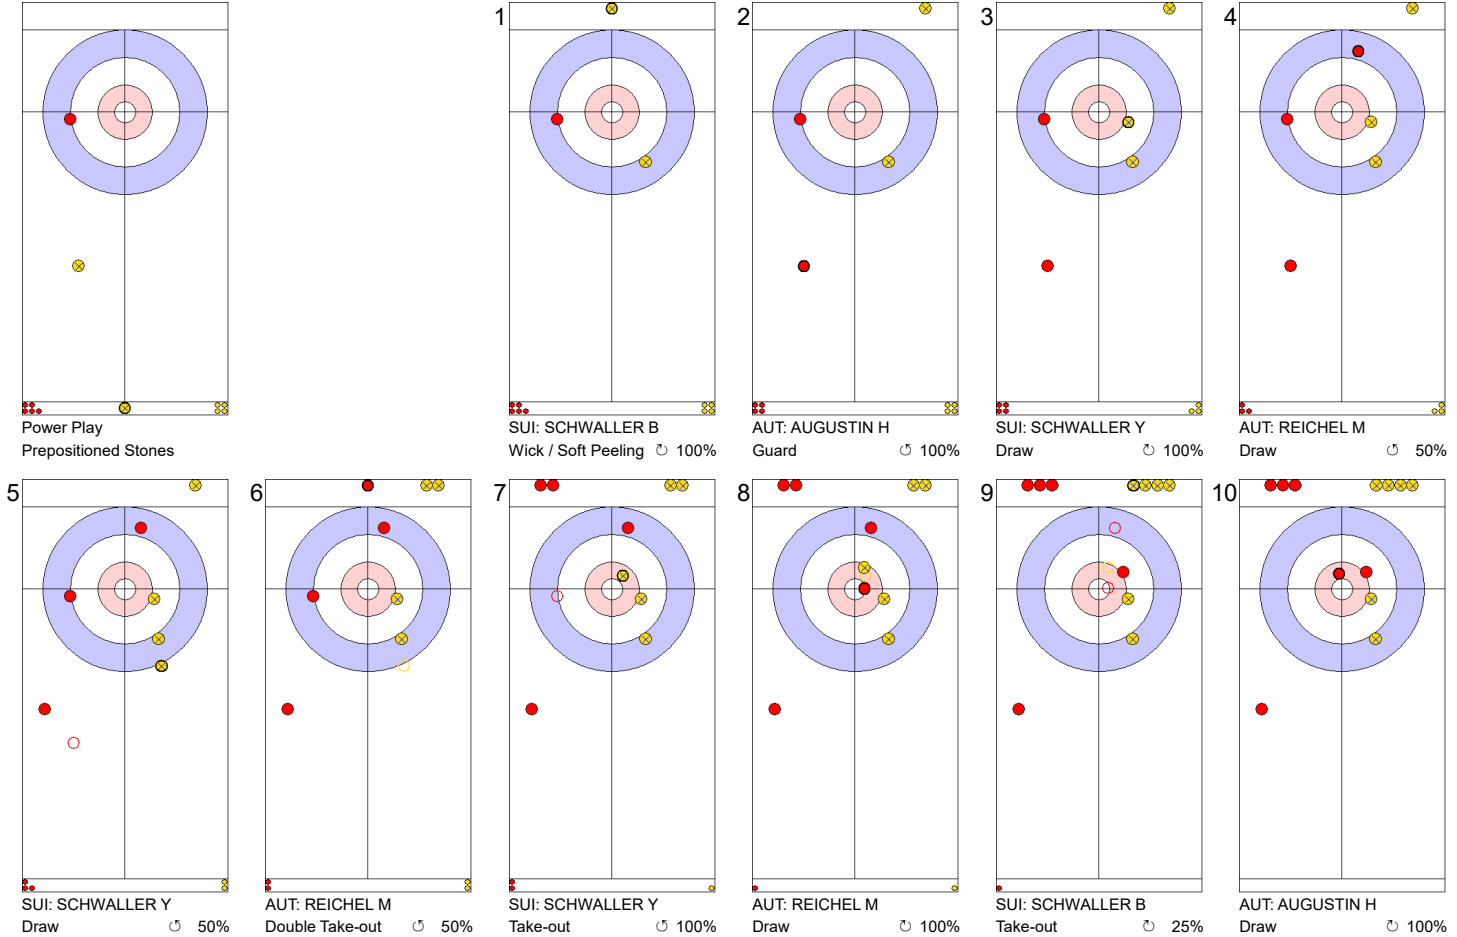 Power Play
Prepositioned Stones
1
SUI: SCHWALLER B
Wick / Soft Peeling ↻ 100%
2
AUT: AUGUSTIN H
Guard ↺ 100%
3
SUI: SCHWALLER Y
Draw ↻ 100%
4
AUT: REICHEL M
Draw ↺ 50%
5
SUI: SCHWALLER Y
Draw ↺ 50%
6
AUT: REICHEL M
Double Take-out ↺ 50%
7
SUI: SCHWALLER Y
Take-out ↺ 100%
8
AUT: REICHEL M
Draw ↻ 100%
9
SUI: SCHWALLER B
Take-out ↻ 25%
10
AUT: AUGUSTIN H
Draw ↻ 100%